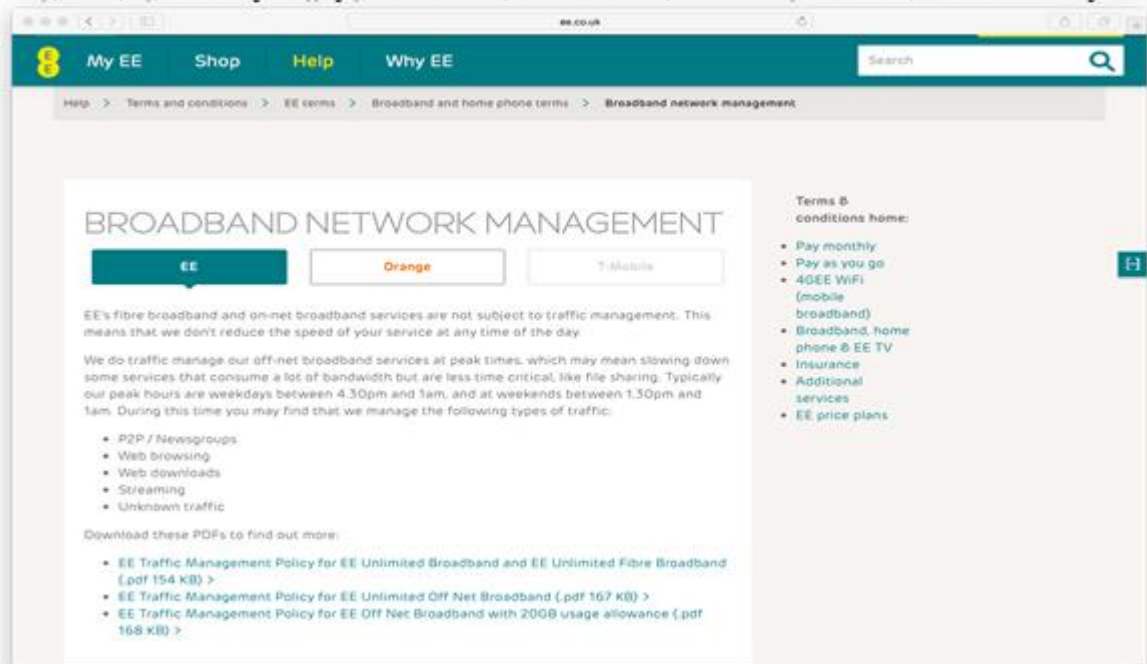 ee.co.uk
EE
My EE Shop Help Why EE
Search
Help > Terms and conditions > EE terms > Broadband and home phone terms > Broadband network management
BROADBAND NETWORK MANAGEMENT
EE Orange T-Mobile
EE's fibre broadband and on-net broadband services are not subject to traffic management. This
means that we don't reduce the speed of your service at any time of the day.
We do traffic manage our off-net broadband services at peak times, which may mean slowing down
some services that consume a lot of bandwidth but are less time critical, like file sharing. Typically
our peak hours are weekdays between 4.30pm and 1am, and at weekends between 1.30pm and
1am. During this time you may find that we manage the following types of traffic:
• P2P / Newsgroups
• Web browsing
• Web downloads
• Streaming
• Unknown traffic
Download these PDFs to find out more:
• EE Traffic Management Policy for EE Unlimited Broadband and EE Unlimited Fibre Broadband
(.pdf 154 KB) >
• EE Traffic Management Policy for EE Unlimited Off Net Broadband (.pdf 167 KB) >
• EE Traffic Management Policy for EE Off Net Broadband with 20GB usage allowance (.pdf
168 KB) >
Terms &
conditions home:
• Pay monthly
• Pay as you go
• 4GEE WiFi
(mobile
broadband)
• Broadband, home
phone & EE TV
• Insurance
• Additional
services
• EE price plans